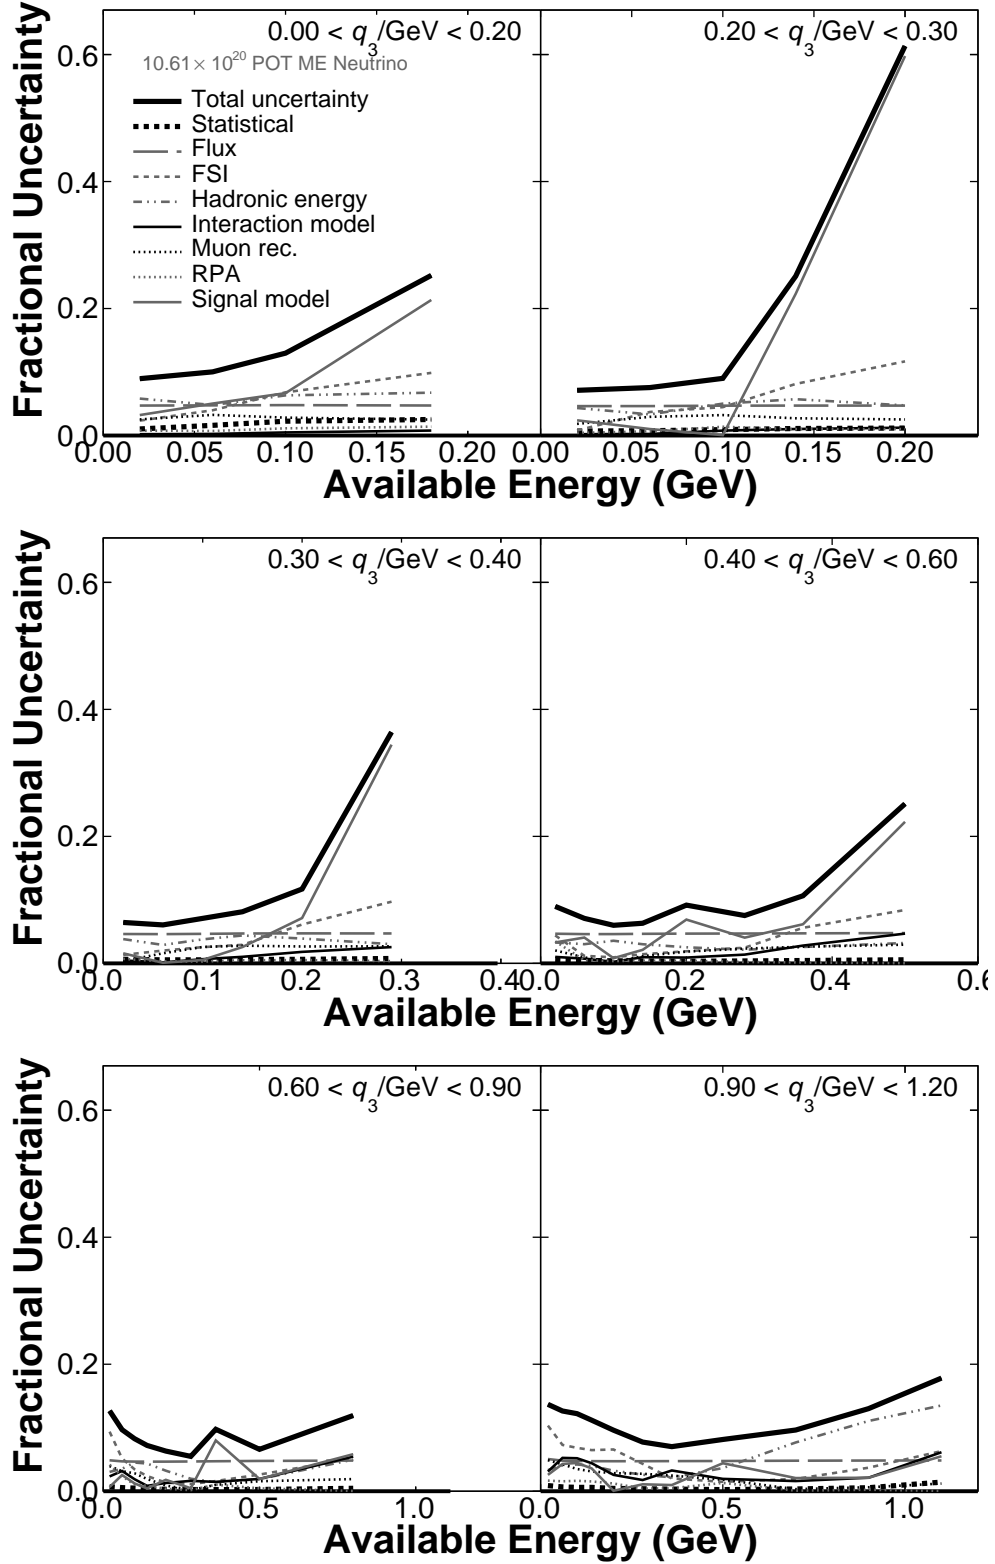 0.00 < q3/GeV < 0.20
0.20 < q3/GeV < 0.30
10.61 × 10^20 POT ME Neutrino
Total uncertainty
Statistical
Flux
FSI
Hadronic energy
Interaction model
Muon rec.
RPA
Signal model
Fractional Uncertainty
0.6
0.4
0.2
0.0
0.00 0.05 0.10 0.15 0.20 0.00 0.05 0.10 0.15 0.20
Available Energy (GeV)
0.30 < q3/GeV < 0.40
0.40 < q3/GeV < 0.60
Fractional Uncertainty
0.6
0.4
0.2
0.0
0.0 0.1 0.2 0.3 0.40.0 0.2 0.4 0.6
Available Energy (GeV)
0.60 < q3/GeV < 0.90
0.90 < q3/GeV < 1.20
Fractional Uncertainty
0.6
0.4
0.2
0.0
0.0 0.5 1.0 0.0 0.5 1.0
Available Energy (GeV)